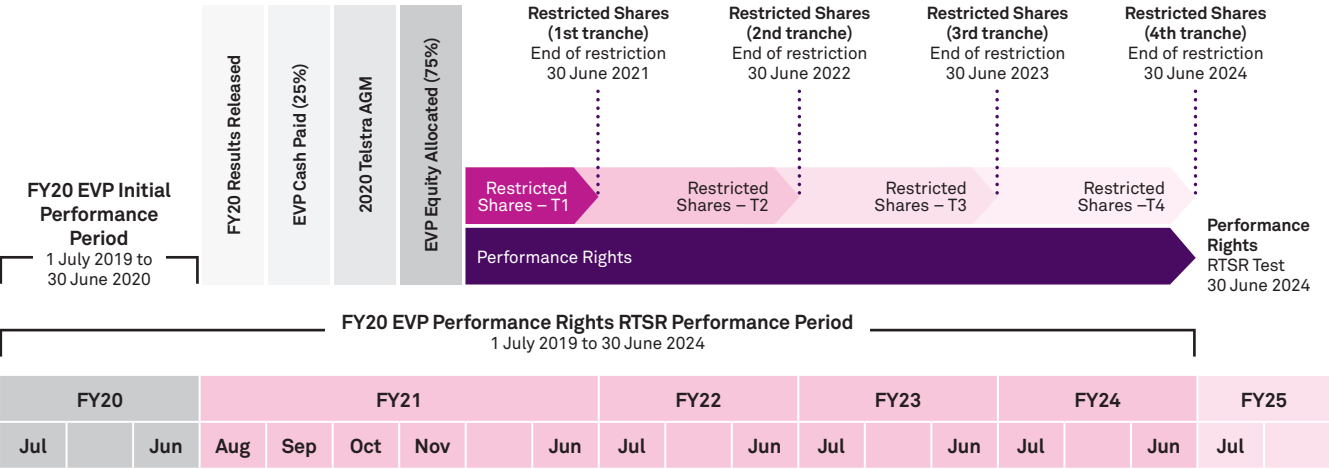 Restricted Shares
(1st tranche)
End of restriction
30 June 2021
Restricted Shares
(2nd tranche)
End of restriction
30 June 2022
Restricted Shares
(3rd tranche)
End of restriction
30 June 2023
Restricted Shares
(4th tranche)
End of restriction
30 June 2024
FY20 EVP Initial
Performance
Period
1 July 2019 to
30 June 2020
FY20 Results Released
EVP Cash Paid (25%)
2020 Telstra AGM
EVP Equity Allocated (75%)
Restricted
Shares – T1
Restricted
Shares – T2
Restricted
Shares – T3
Restricted
Shares –T4
Performance Rights
Performance
Rights
RTSR Test
30 June 2024
FY20 EVP Performance Rights RTSR Performance Period
1 July 2019 to 30 June 2024
FY20 FY21 FY22 FY23 FY24 FY25
Jul Jun Aug Sep Oct Nov Jun Jul Jun Jul Jun Jul Jun Jul